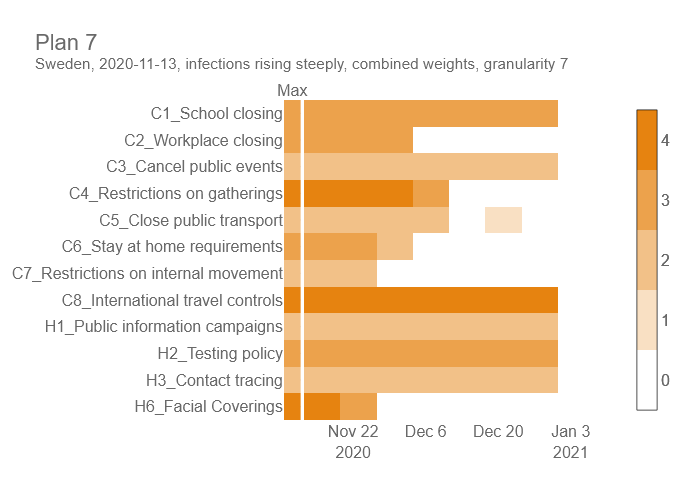 Plan 7
Sweden, 2020-11-13, infections rising steeply, combined weights, granularity 7
Max
C1_School closing
C2_Workplace closing
C3_Cancel public events
C4_Restrictions on gatherings
C5_Close public transport
C6_Stay at home requirements
C7_Restrictions on internal movement
C8_International travel controls
H1_Public information campaigns
H2_Testing policy
H3_Contact tracing
H6_Facial Coverings
Nov 22 Dec 6 Dec 20 Jan 3
2020 2021
4
3
2
1
0